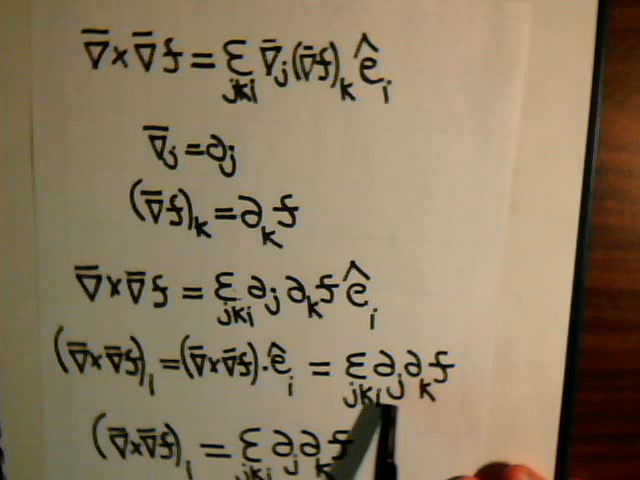 ∇̄×∇̄f = ε_jki ∇̄_j(∇̄f)_k ê_i
∇̄_j = ∂_j
(∇̄f)_k = ∂_k f
∇̄×∇̄f = ε_jki ∂_j ∂_k f ê_i
(∇̄×∇̄f)_i = (∇̄×∇̄f)·ê_i = ε_jki ∂_j ∂_k f
(∇̄×∇̄f)_i = ε_jki ∂_j ∂_k f